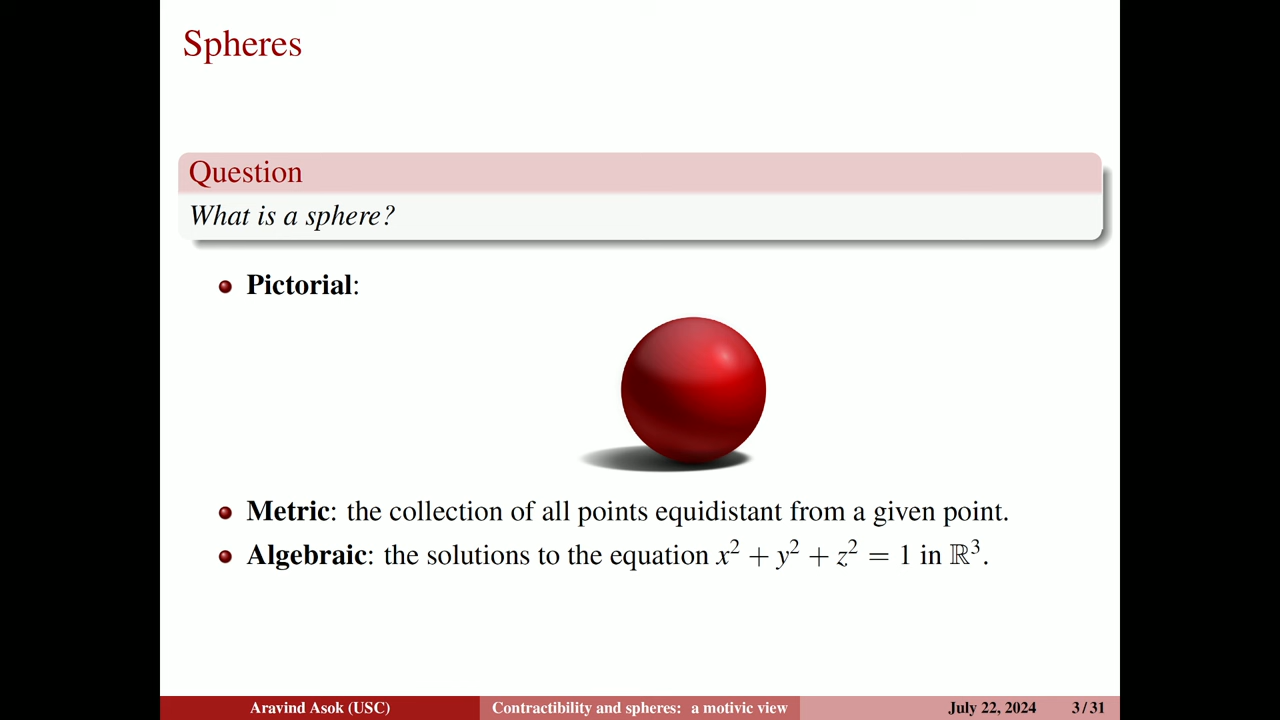 Spheres
Question
What is a sphere?
Pictorial:
Metric: the collection of all points equidistant from a given point.
Algebraic: the solutions to the equation x² + y² + z² = 1 in ℝ³.
Aravind Asok (USC) Contractibility and spheres: a motivic view July 22, 2024 3 / 31